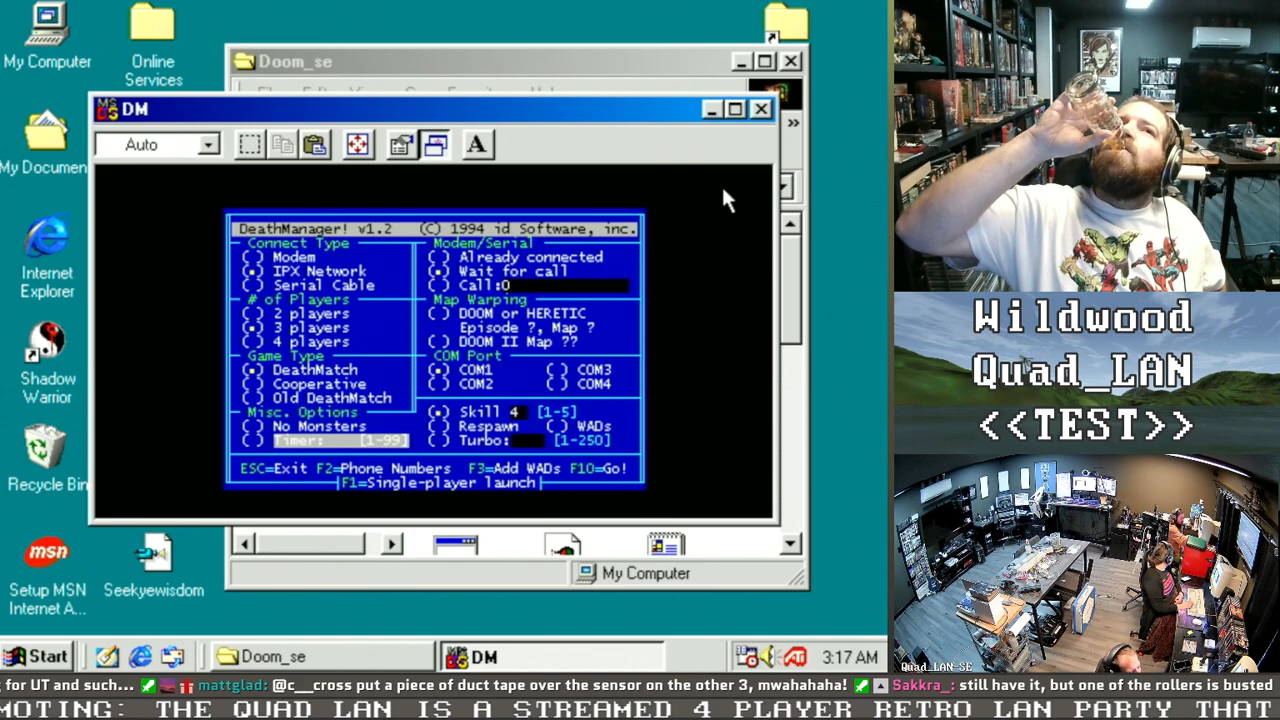 My Computer
Online
Services
My Documen
Internet
Explorer
Shadow
Warrior
Recycle Bin
Setup MSN
Internet A...
Seekyewisdom
Doom_se
MS
DM
Auto
A
DeathManager! v1.2 (C) 1994 id Software, inc.
Connect Type
( ) Modem
(•) IPX Network
( ) Serial Cable
# of Players
( ) 2 players
(•) 3 players
( ) 4 players
Game Type
(•) DeathMatch
( ) Cooperative
( ) Old DeathMatch
Misc. Options
( ) No Monsters
( ) Timer: [1-99]
Modem/Serial
( ) Already connected
(•) Wait for call
( ) Call:0
Map Warping
( ) DOOM or HERETIC
Episode ?, Map ?
( ) DOOM II Map ??
COM Port
(•) COM1 ( ) COM3
( ) COM2 ( ) COM4
(•) Skill 4 [1-5]
( ) Respawn ( ) WADs
( ) Turbo: [1-250]
ESC=Exit F2=Phone Numbers F3=Add WADs F10=Go!
F1=Single-player launch
My Computer
msn
Start
Doom_se
DM
3:17 AM
Wildwood
Quad_LAN
<<TEST>>
Quad_LAN-SE
for UT and such... mattglad: @c__cross put a piece of duct tape over the sensor on the other 3, mwahahaha! Sakkra_: still have it, but one of the rollers is busted
MOTING: THE QUAD LAN IS A STREAMED 4 PLAYER RETRO LAN PARTY THAT